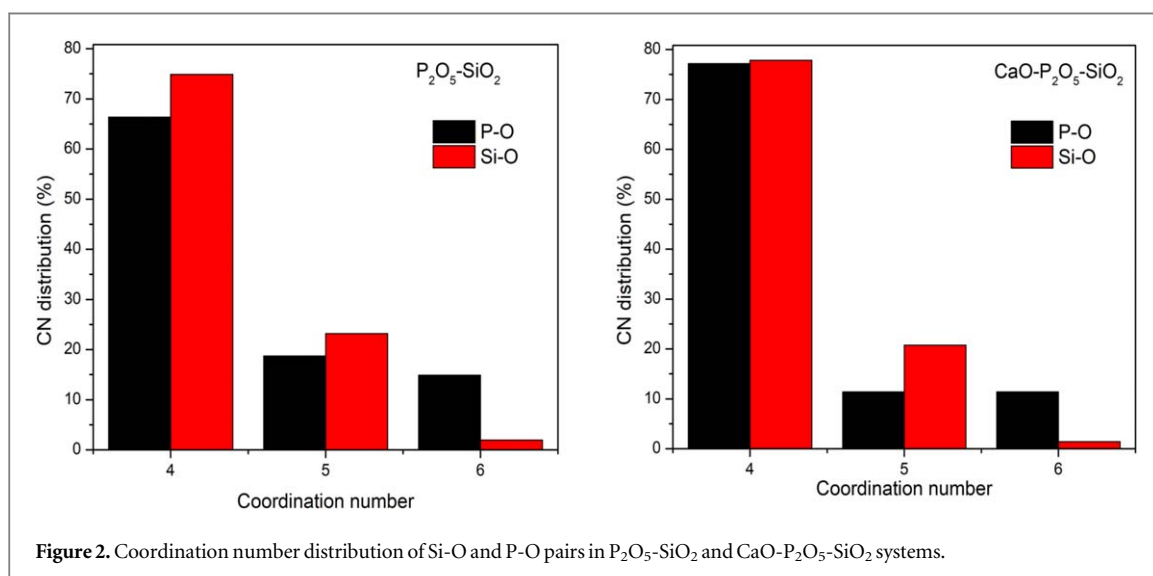 P₂O₅-SiO₂
P-O
Si-O
CN distribution (%)
80
70
60
50
40
30
20
10
0
4
5
6
Coordination number
CaO-P₂O₅-SiO₂
P-O
Si-O
CN distribution (%)
80
70
60
50
40
30
20
10
0
4
5
6
Coordination number
Figure 2. Coordination number distribution of Si-O and P-O pairs in P₂O₅-SiO₂ and CaO-P₂O₅-SiO₂ systems.